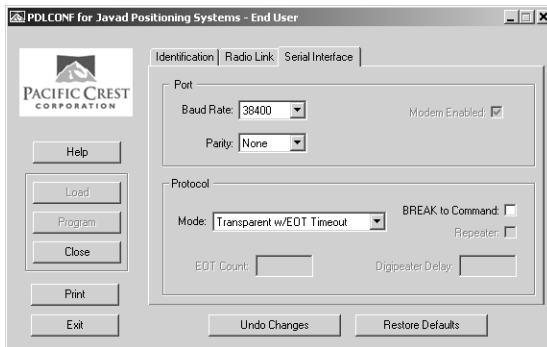 PDLCONF for Javad Positioning Systems - End User
PACIFIC CREST
CORPORATION
Help
Load
Program
Close
Print
Exit
Identification Radio Link Serial Interface
Port
Baud Rate: 38400
Modem Enabled:
Parity: None
Protocol
Mode: Transparent w/EOT Timeout
BREAK to Command:
Repeater:
EOT Count:
Digipeater Delay:
Undo Changes Restore Defaults